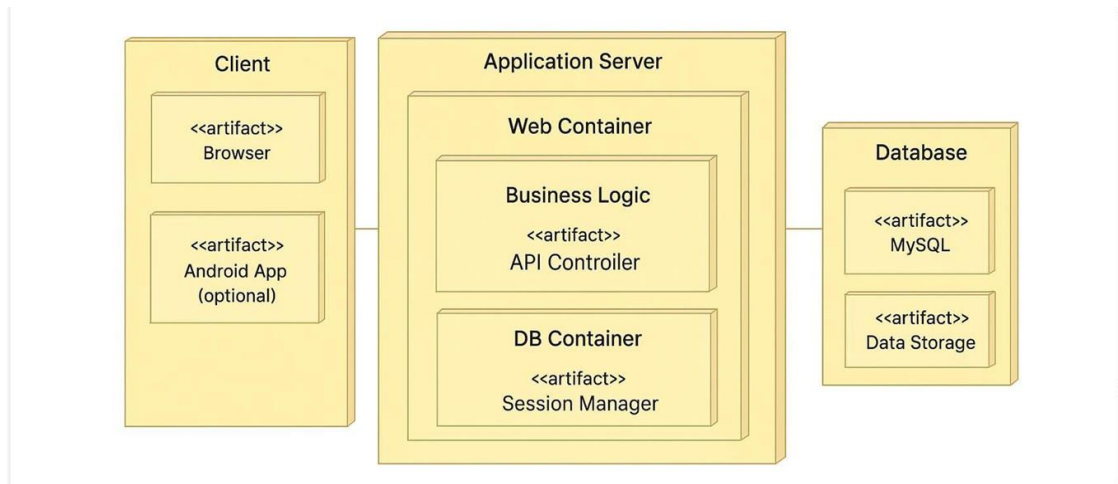 Client
<<artifact>>
Browser
<<artifact>>
Android App
(optional)
Application Server
Web Container
Business Logic
<<artifact>>
API Controiler
DB Container
<<artifact>>
Session Manager
Database
<<artifact>>
MySQL
<<artifact>>
Data Storage